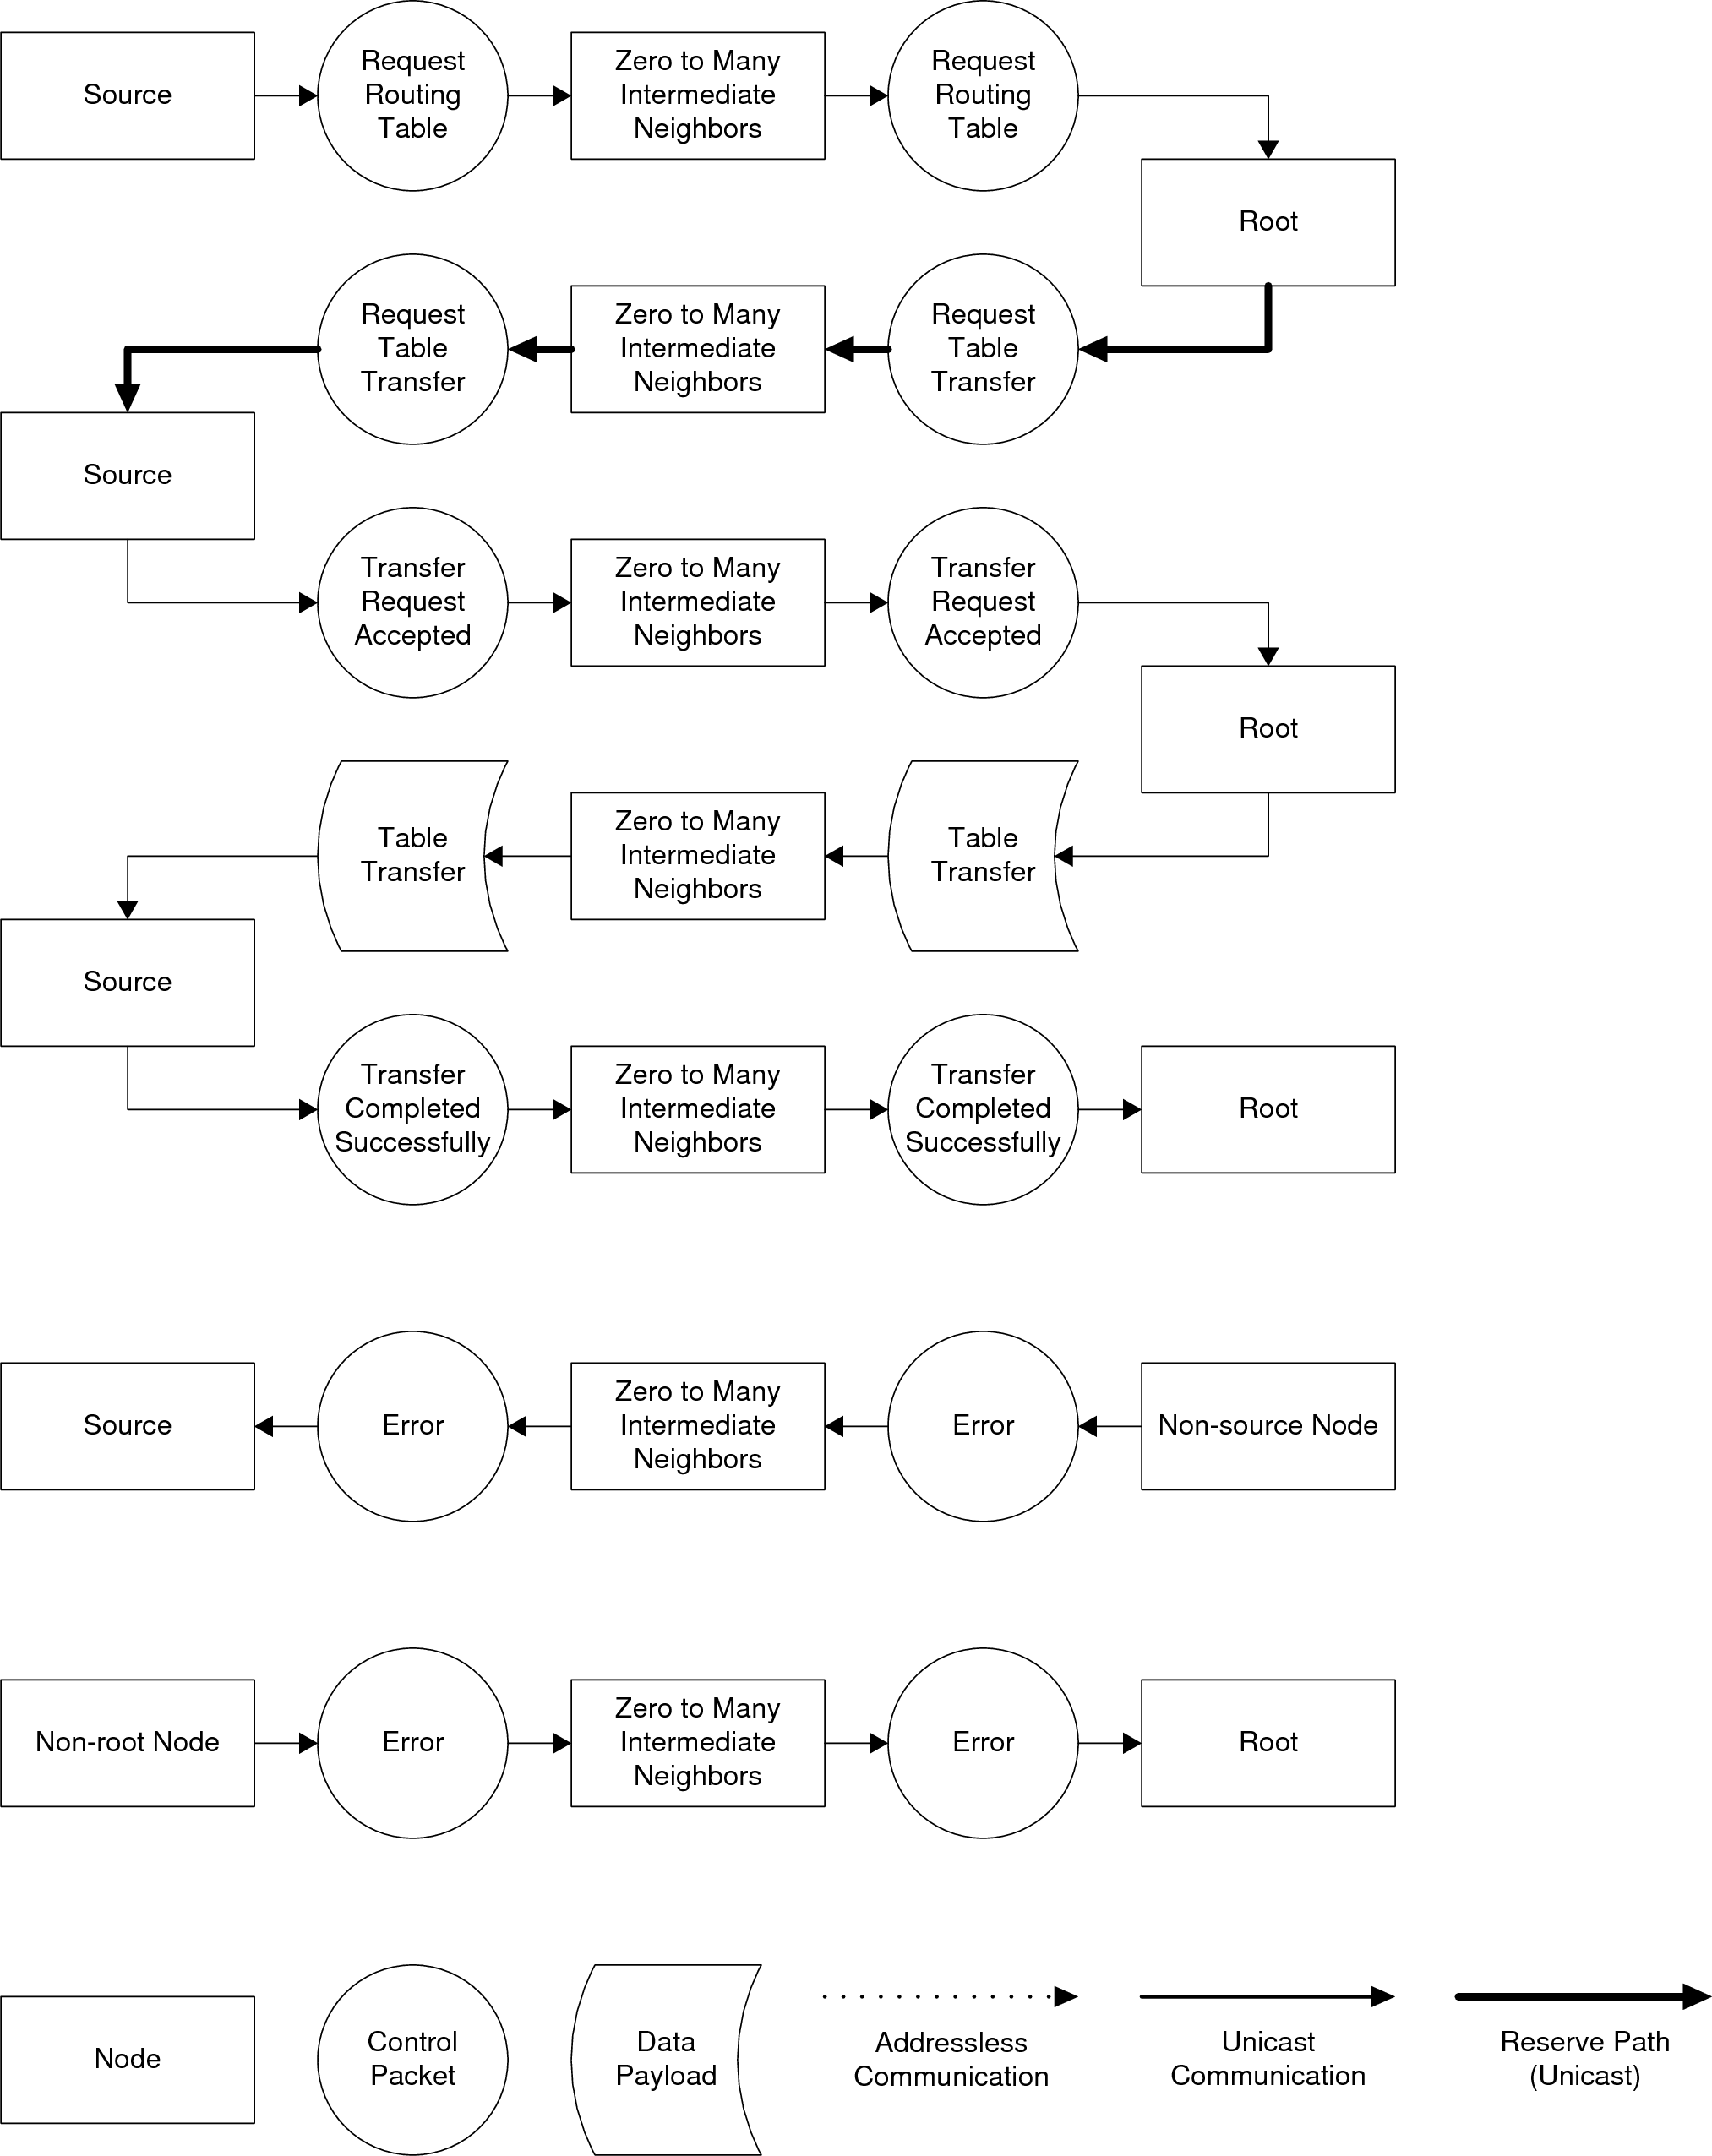 Source
Request
Routing
Table
Zero to Many
Intermediate
Neighbors
Request
Routing
Table
Root
Request
Table
Transfer
Zero to Many
Intermediate
Neighbors
Request
Table
Transfer
Source
Transfer
Request
Accepted
Zero to Many
Intermediate
Neighbors
Transfer
Request
Accepted
Root
Table
Transfer
Zero to Many
Intermediate
Neighbors
Table
Transfer
Source
Transfer
Completed
Successfully
Zero to Many
Intermediate
Neighbors
Transfer
Completed
Successfully
Root
Source
Error
Zero to Many
Intermediate
Neighbors
Error
Non-source Node
Non-root Node
Error
Zero to Many
Intermediate
Neighbors
Error
Root
Node
Control
Packet
Data
Payload
Addressless
Communication
Unicast
Communication
Reserve Path
(Unicast)